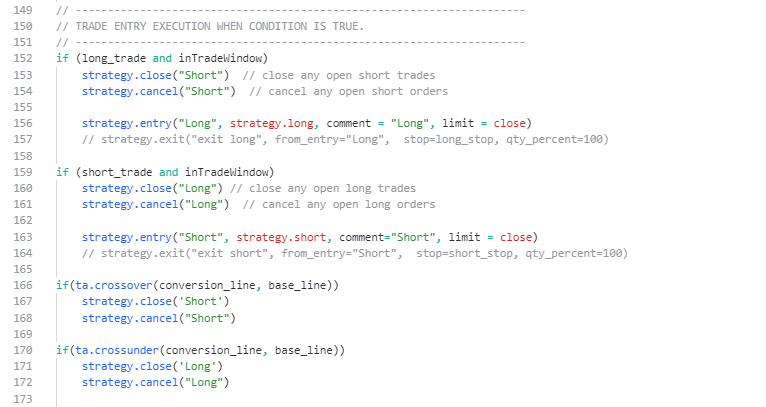 149 // ----------------------------------------------------------------------
150 // TRADE ENTRY EXECUTION WHEN CONDITION IS TRUE.
151 // ----------------------------------------------------------------------
152 if (long_trade and inTradeWindow)
153     strategy.close("Short")  // close any open short trades
154     strategy.cancel("Short")  // cancel any open short orders
155
156     strategy.entry("Long", strategy.long, comment = "Long", limit = close)
157     // strategy.exit("exit long", from_entry="Long",  stop=long_stop, qty_percent=100)
158
159 if (short_trade and inTradeWindow)
160     strategy.close("Long") // close any open long trades
161     strategy.cancel("Long")  // cancel any open long orders
162
163     strategy.entry("Short", strategy.short, comment="Short", limit = close)
164     // strategy.exit("exit short", from_entry="Short",  stop=short_stop, qty_percent=100)
165
166 if(ta.crossover(conversion_line, base_line))
167     strategy.close('Short')
168     strategy.cancel("Short")
169
170 if(ta.crossunder(conversion_line, base_line))
171     strategy.close('Long')
172     strategy.cancel("Long")
173